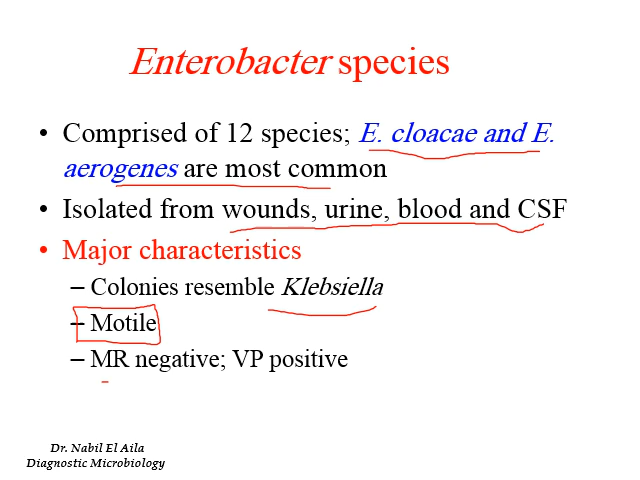 Enterobacter species
• Comprised of 12 species; E. cloacae and E.
aerogenes are most common
• Isolated from wounds, urine, blood and CSF
• Major characteristics
– Colonies resemble Klebsiella
– Motile
– MR negative; VP positive
Dr. Nabil El Aila
Diagnostic Microbiology